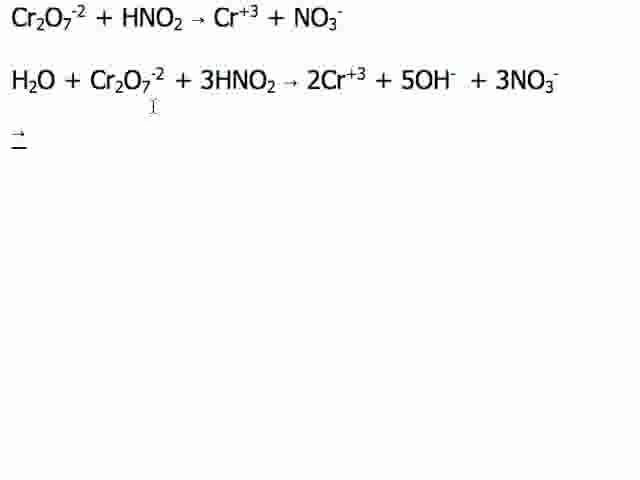 Cr₂O₇⁻² + HNO₂ → Cr⁺³ + NO₃⁻
H₂O + Cr₂O₇⁻² + 3HNO₂ → 2Cr⁺³ + 5OH⁻ + 3NO₃⁻
→